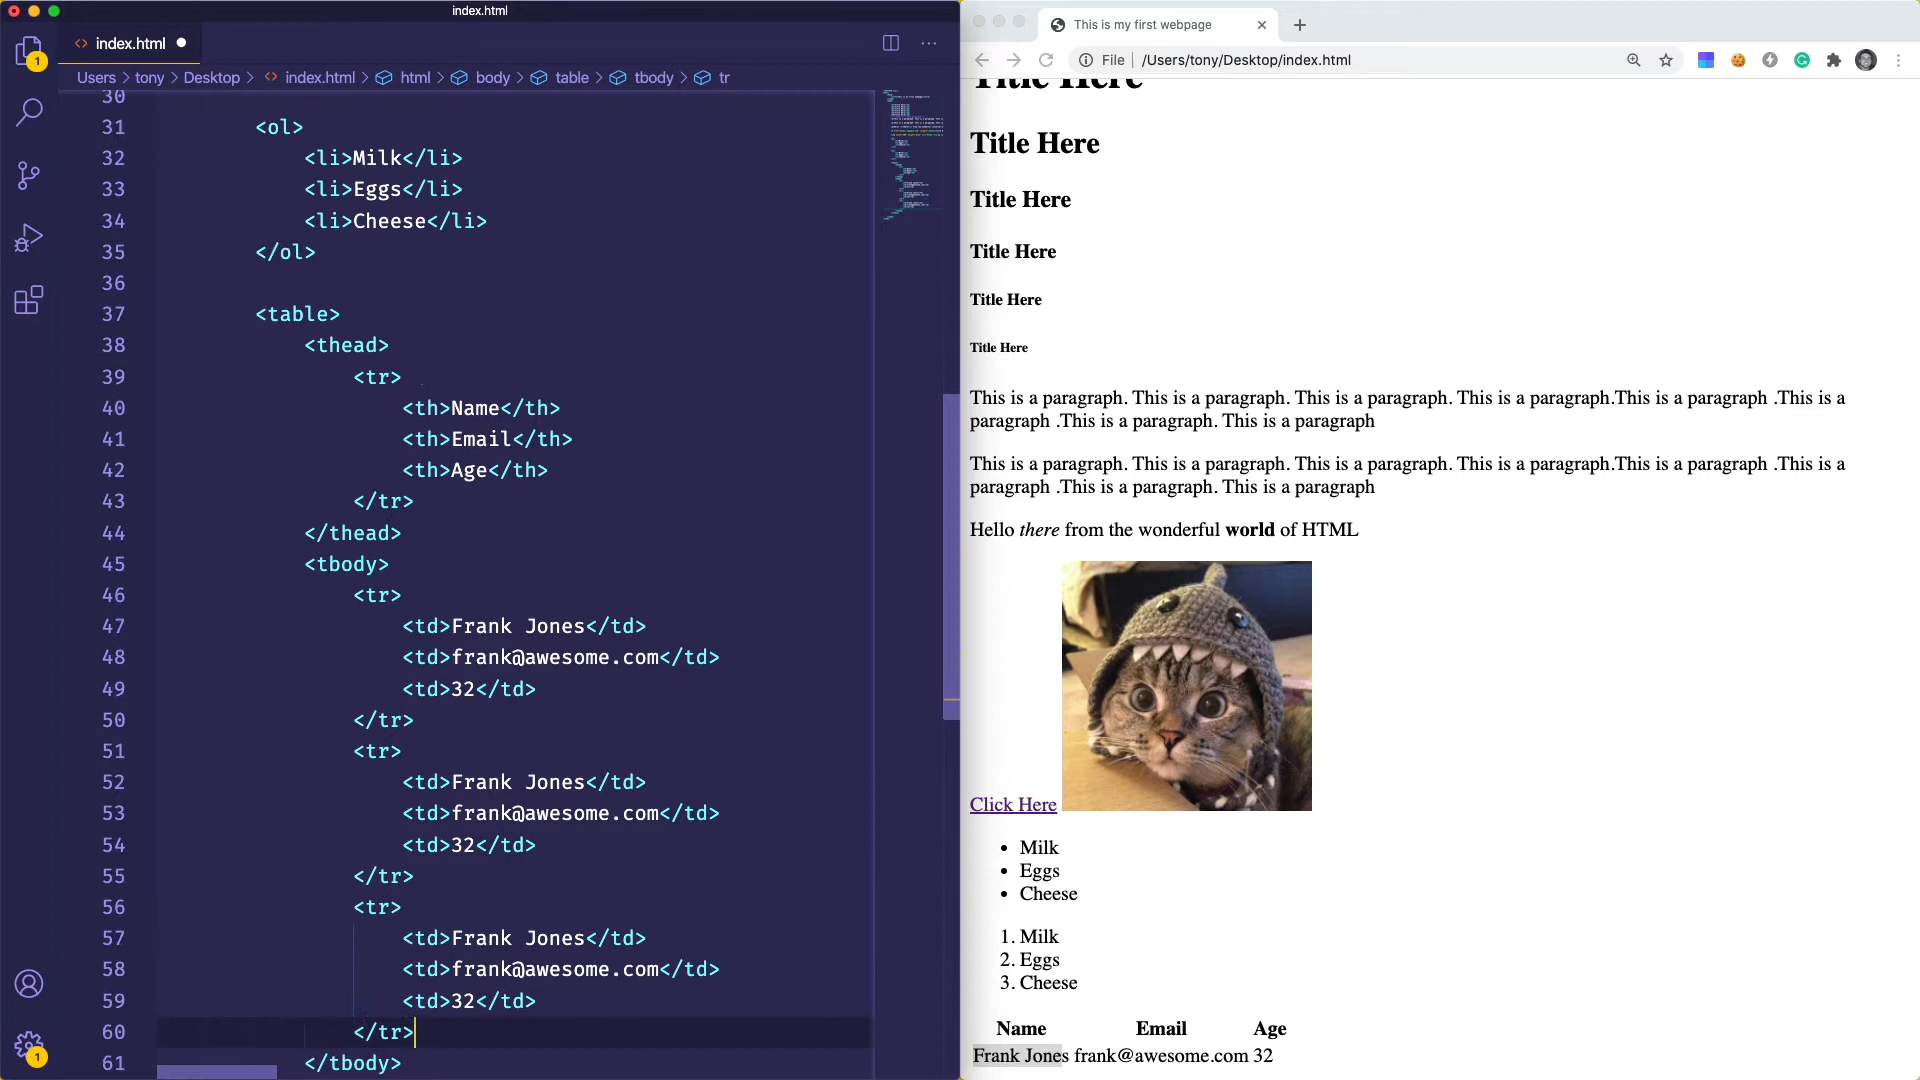 index.html
index.html
Users > tony > Desktop > index.html > html > body > table > tbody > tr
30
31 <ol>
32 <li>Milk</li>
33 <li>Eggs</li>
34 <li>Cheese</li>
35 </ol>
36
37 <table>
38 <thead>
39 <tr>
40 <th>Name</th>
41 <th>Email</th>
42 <th>Age</th>
43 </tr>
44 </thead>
45 <tbody>
46 <tr>
47 <td>Frank Jones</td>
48 <td>frank@awesome.com</td>
49 <td>32</td>
50 </tr>
51 <tr>
52 <td>Frank Jones</td>
53 <td>frank@awesome.com</td>
54 <td>32</td>
55 </tr>
56 <tr>
57 <td>Frank Jones</td>
58 <td>frank@awesome.com</td>
59 <td>32</td>
60 </tr>
61 </tbody>
1
1
This is my first webpage
File | /Users/tony/Desktop/index.html
Title Here
Title Here
Title Here
Title Here
Title Here
Title Here
This is a paragraph. This is a paragraph. This is a paragraph. This is a paragraph.This is a paragraph .This is a
paragraph .This is a paragraph. This is a paragraph
This is a paragraph. This is a paragraph. This is a paragraph. This is a paragraph.This is a paragraph .This is a
paragraph .This is a paragraph. This is a paragraph
Hello there from the wonderful world of HTML
Click Here
• Milk
• Eggs
• Cheese
1. Milk
2. Eggs
3. Cheese
Name Email Age
Frank Jones frank@awesome.com 32